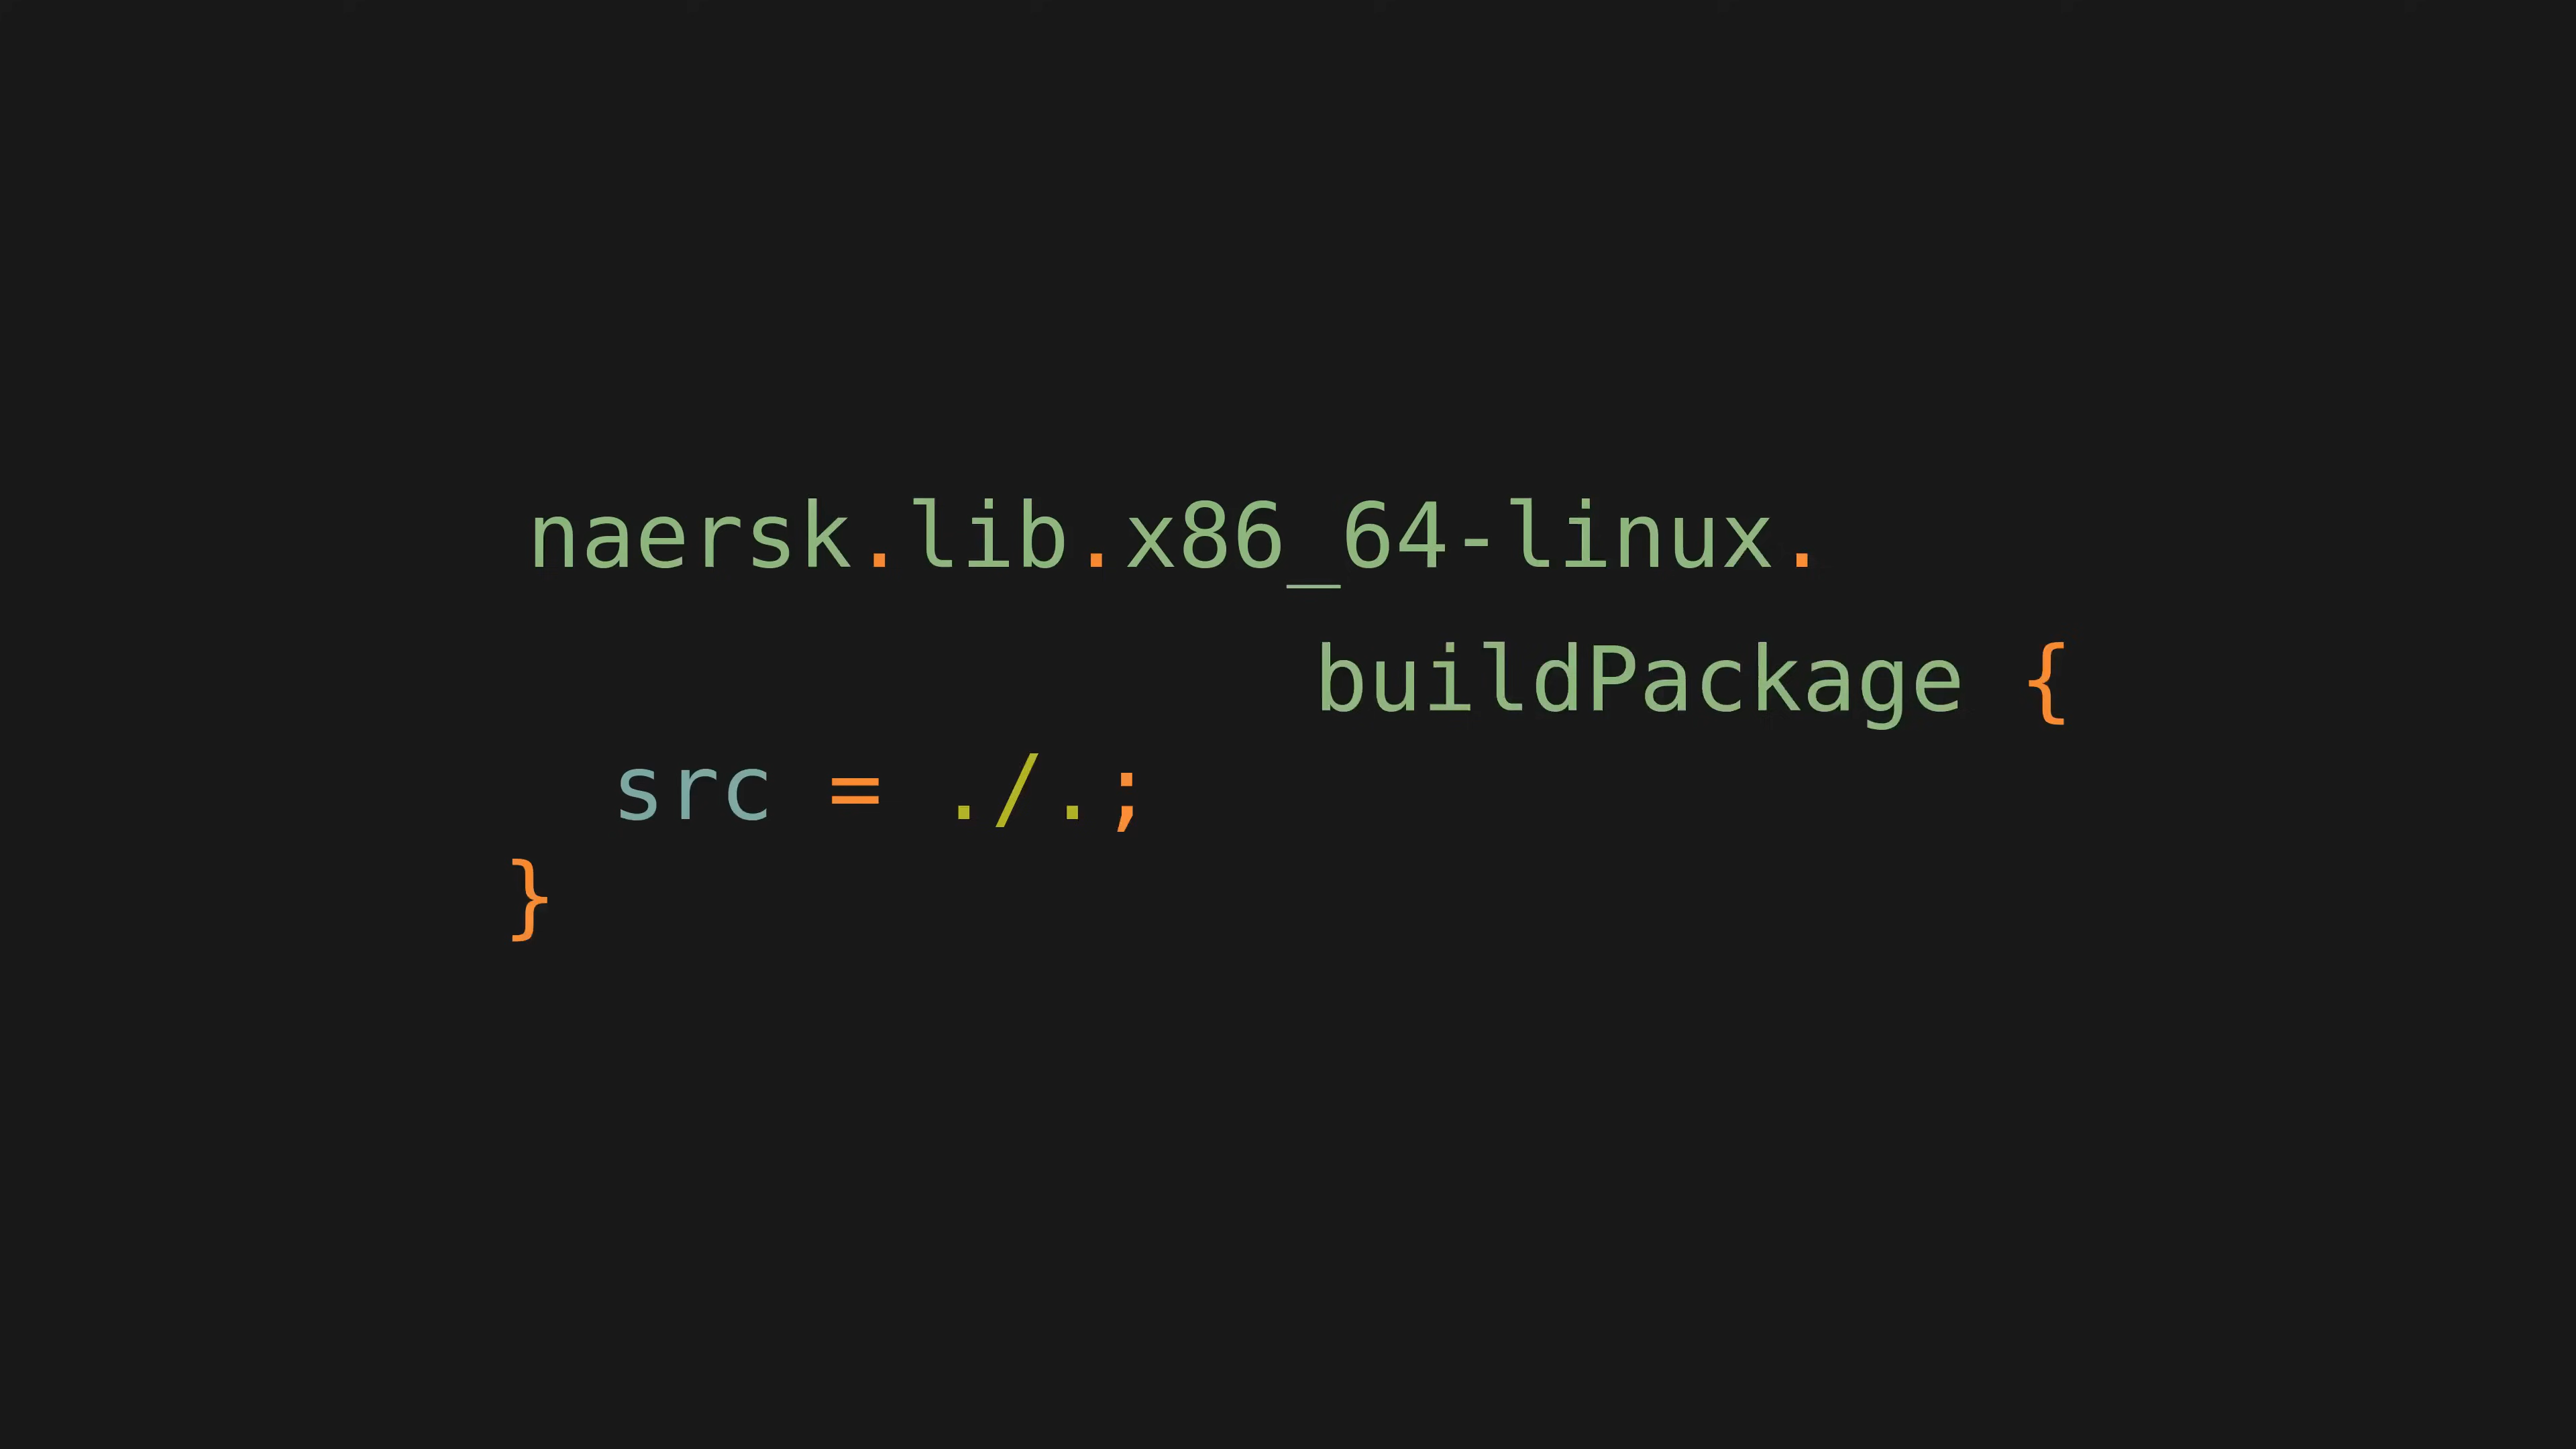 naersk.lib.x86_64-linux.
buildPackage {
src = ./.;
}